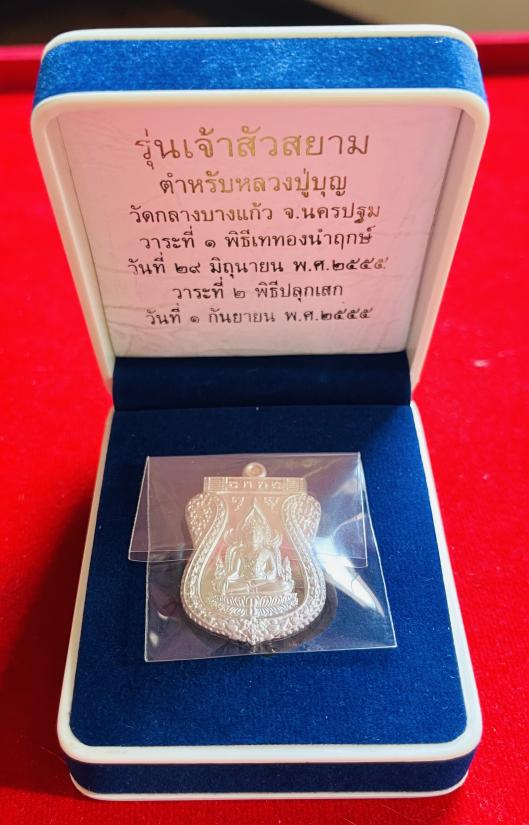 รุ่นเจ้าสัวสยาม
ตำหรับหลวงปู่บุญ
วัดกลางบางแก้ว จ.นครปฐม
วาระที่ ๑ พิธีเททองนำฤกษ์
วันที่ ๒๙ มิถุนายน พ.ศ.๒๕๕๕
วาระที่ ๒ พิธีปลุกเสก
วันที่ ๑ กันยายน พ.ศ.๒๕๕๕